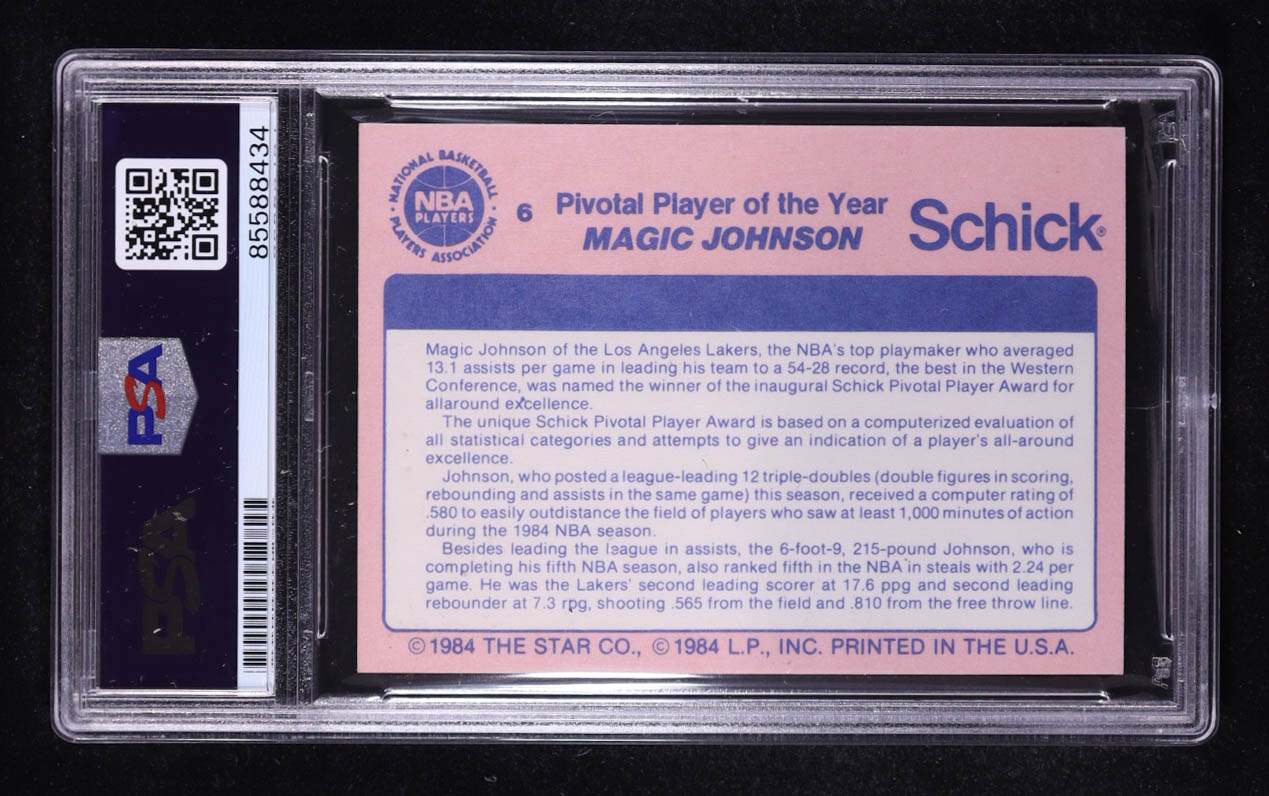 85588434
PSA
PSA
NATIONAL BASKETBALL
PLAYERS ASSOCIATION
NBA
PLAYERS
6
Pivotal Player of the Year
MAGIC JOHNSON
Schick®
Magic Johnson of the Los Angeles Lakers, the NBA's top playmaker who averaged
13.1 assists per game in leading his team to a 54-28 record, the best in the Western
Conference, was named the winner of the inaugural Schick Pivotal Player Award for
allaround excellence.
The unique Schick Pivotal Player Award is based on a computerized evaluation of
all statistical categories and attempts to give an indication of a player's all-around
excellence.
Johnson, who posted a league-leading 12 triple-doubles (double figures in scoring,
rebounding and assists in the same game) this season, received a computer rating of
.580 to easily outdistance the field of players who saw at least 1,000 minutes of action
during the 1984 NBA season.
Besides leading the league in assists, the 6-foot-9, 215-pound Johnson, who is
completing his fifth NBA season, also ranked fifth in the NBA in steals with 2.24 per
game. He was the Lakers' second leading scorer at 17.6 ppg and second leading
rebounder at 7.3 rpg, shooting .565 from the field and .810 from the free throw line.
©1984 THE STAR CO., ©1984 L.P., INC. PRINTED IN THE U.S.A.